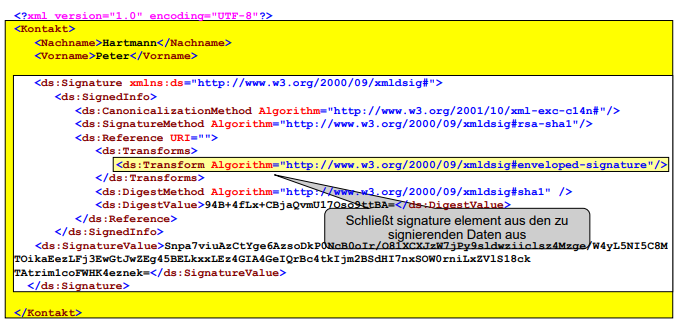 <?xml version="1.0" encoding="UTF-8"?>
<Kontakt>
<Nachname>Hartmann</Nachname>
<Vorname>Peter</Vorname>
<ds:Signature xmlns:ds="http://www.w3.org/2000/09/xmldsig#">
<ds:SignedInfo>
<ds:CanonicalizationMethod Algorithm="http://www.w3.org/2001/10/xml-exc-c14n#"/>
<ds:SignatureMethod Algorithm="http://www.w3.org/2000/09/xmldsig#rsa-sha1"/>
<ds:Reference URI="">
<ds:Transforms>
<ds:Transform Algorithm="http://www.w3.org/2000/09/xmldsig#enveloped-signature"/>
</ds:Transforms>
<ds:DigestMethod Algorithm="http://www.w3.org/2000/09/xmldsig#sha1" />
<ds:DigestValue>94B+4fLx+CBjaQvmU17Oso9ttBA=</ds:DigestValue>
</ds:Reference>
Schließt signature element aus den zu
signierenden Daten aus
</ds:SignedInfo>
<ds:SignatureValue>Snpa7viuAzCtYge6AzsoDkP0NcB0oIr/O81XCXJzW7jPy9sldwziiclsz4Mzge/W4yL5NI5C8M
TOikaEezLFj3EwGtJwZEg45BELkxxLEz4GIA4GeIQrBc4tkIjm2BSdHI7nxSOW0rniLxZVlS18ck
TAtrim1coFWHK4eznek=</ds:SignatureValue>
</ds:Signature>
</Kontakt>